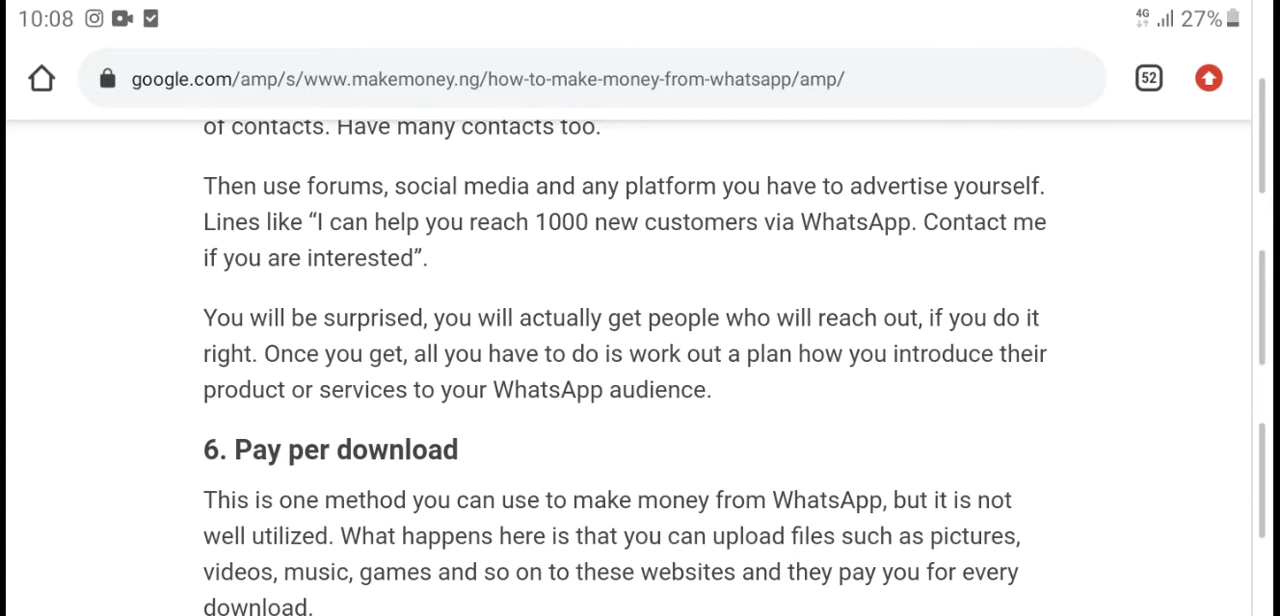 10:08
4G 27%
google.com/amp/s/www.makemoney.ng/how-to-make-money-from-whatsapp/amp/
52
of contacts. Have many contacts too.
Then use forums, social media and any platform you have to advertise yourself.
Lines like “I can help you reach 1000 new customers via WhatsApp. Contact me
if you are interested”.
You will be surprised, you will actually get people who will reach out, if you do it
right. Once you get, all you have to do is work out a plan how you introduce their
product or services to your WhatsApp audience.
6. Pay per download
This is one method you can use to make money from WhatsApp, but it is not
well utilized. What happens here is that you can upload files such as pictures,
videos, music, games and so on to these websites and they pay you for every
download.